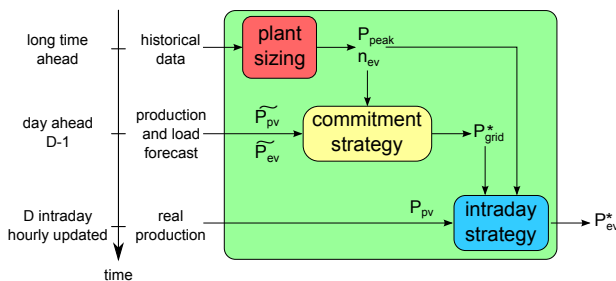 long time
ahead
historical
data
plant
sizing
P_peak
n_ev
day ahead
D-1
production
and load
forecast
P̃_pv
P̃_ev
commitment
strategy
P*_grid
D intraday
hourly updated
real
production
P_pv
intraday
strategy
P*_ev
time